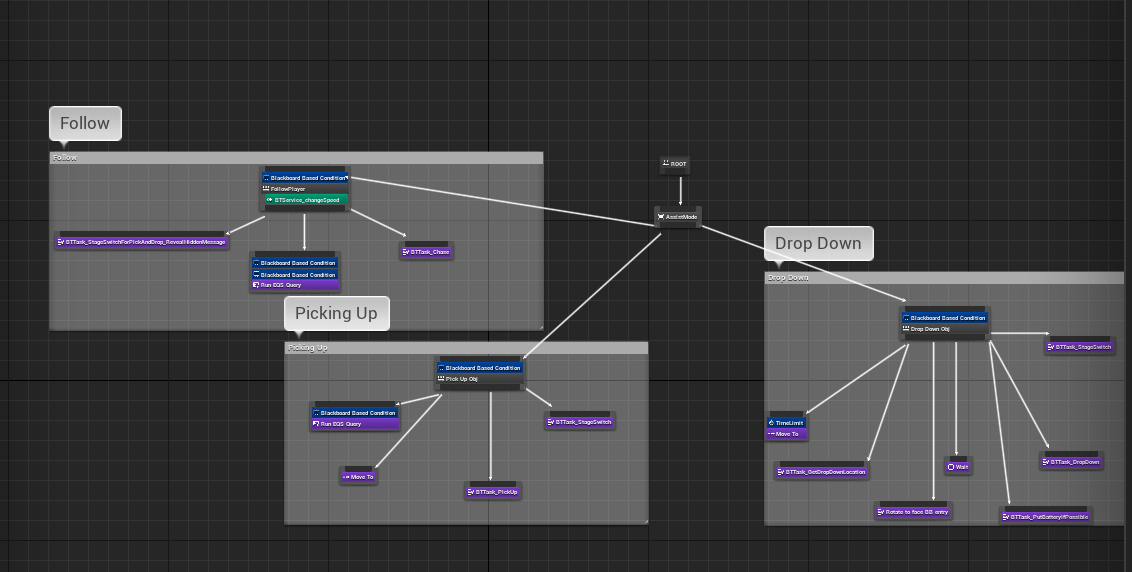 Follow
Follow
Blackboard Based Condition
FollowPlayer
BTService_changeSpeed
BTTask_StageSwitchForPickAndDrop_RevealHiddenMessage
Blackboard Based Condition
Blackboard Based Condition
Run EQS Query
BTTask_Chase
ROOT
AssistMode
Picking Up
Picking Up
Blackboard Based Condition
Pick Up Obj
Blackboard Based Condition
Run EQS Query
Move To
BTTask_PickUp
BTTask_StageSwitch
Drop Down
Drop Down
Blackboard Based Condition
Drop Down Obj
TimeLimit
Move To
BTTask_GetDropDownLocation
Rotate to face BB entry
Wait
BTTask_PutBatteryIfPossible
BTTask_DropDown
BTTask_StageSwitch